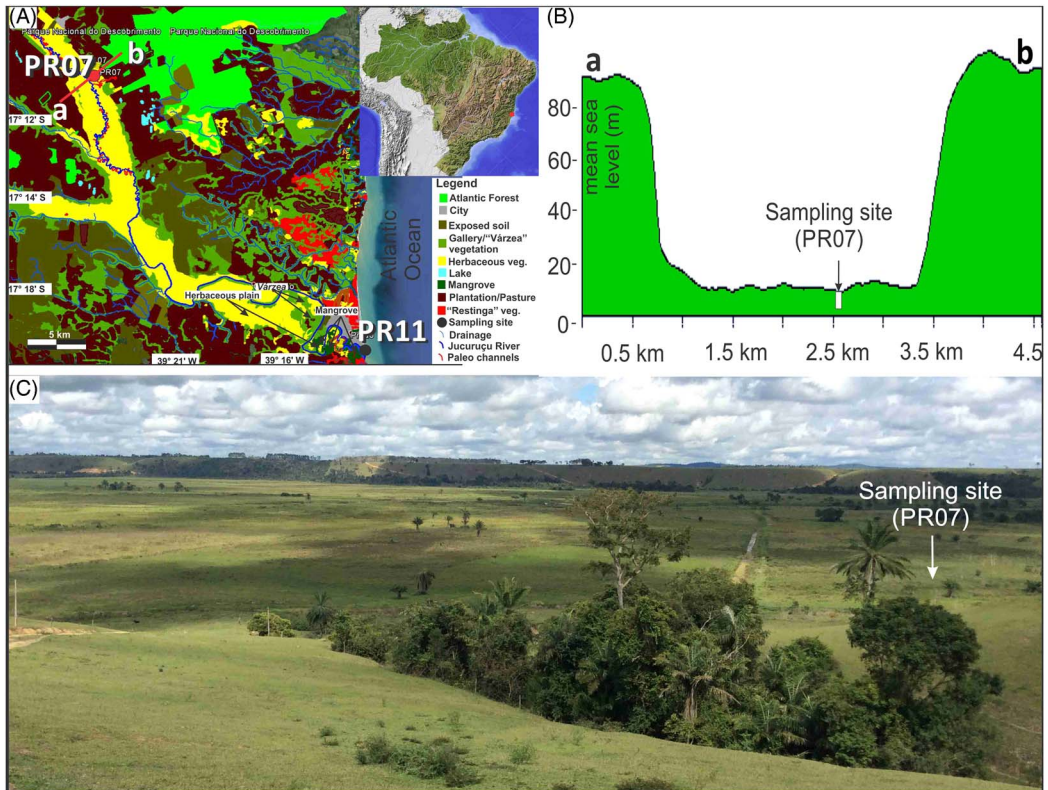 (A)
Parque Nacional do Descobrimento Parque Nacional do Descobrimento
PR07
b
07
PR07
a
17° 12' S
17° 14' S
17° 18' S
Várzea
Herbaceous plain
Mangrove
PR11
5 km
39° 21' W
39° 16' W
Atlantic
Ocean
Legend
Atlantic Forest
City
Exposed soil
Gallery/"Várzea"
vegetation
Herbaceous veg.
Lake
Mangrove
Plantation/Pasture
"Restinga" veg.
Sampling site
Drainage
Jucuruçu River
Paleo channels
(B)
a
b
mean sea
level (m)
80
60
40
20
0
Sampling site
(PR07)
0.5 km
1.5 km
2.5 km
3.5 km
4.5
(C)
Sampling site
(PR07)